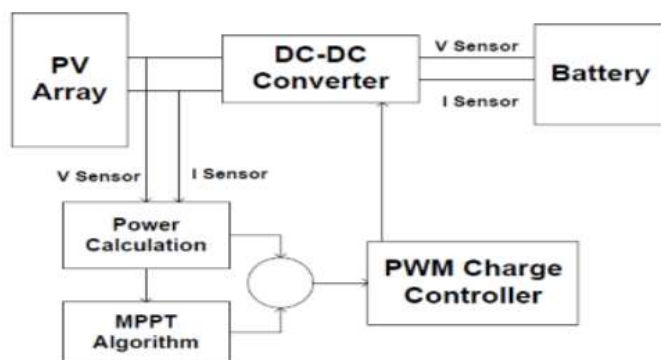 PV
Array
DC-DC
Converter
V Sensor
I Sensor
Battery
V Sensor
I Sensor
Power
Calculation
MPPT
Algorithm
PWM Charge
Controller